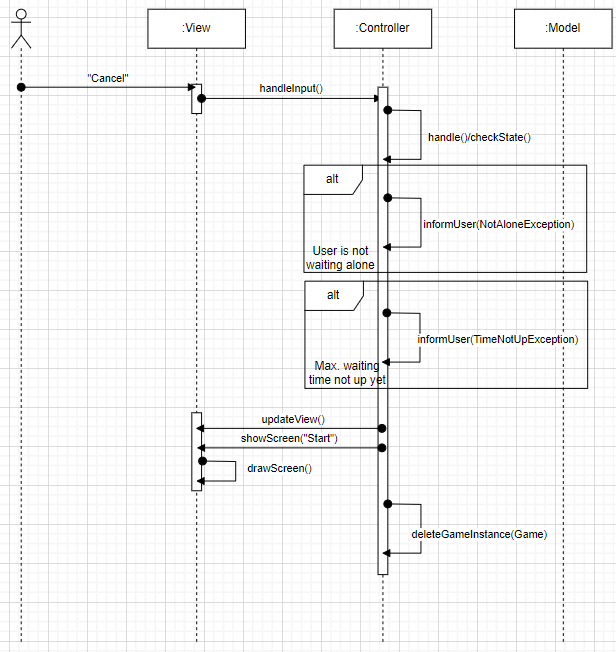 :View
:Controller
:Model
"Cancel"
handleInput()
handle()/checkState()
alt
informUser(NotAloneException)
User is not
waiting alone
alt
informUser(TimeNotUpException)
Max. waiting
time not up yet
updateView()
showScreen("Start")
drawScreen()
deleteGameInstance(Game)